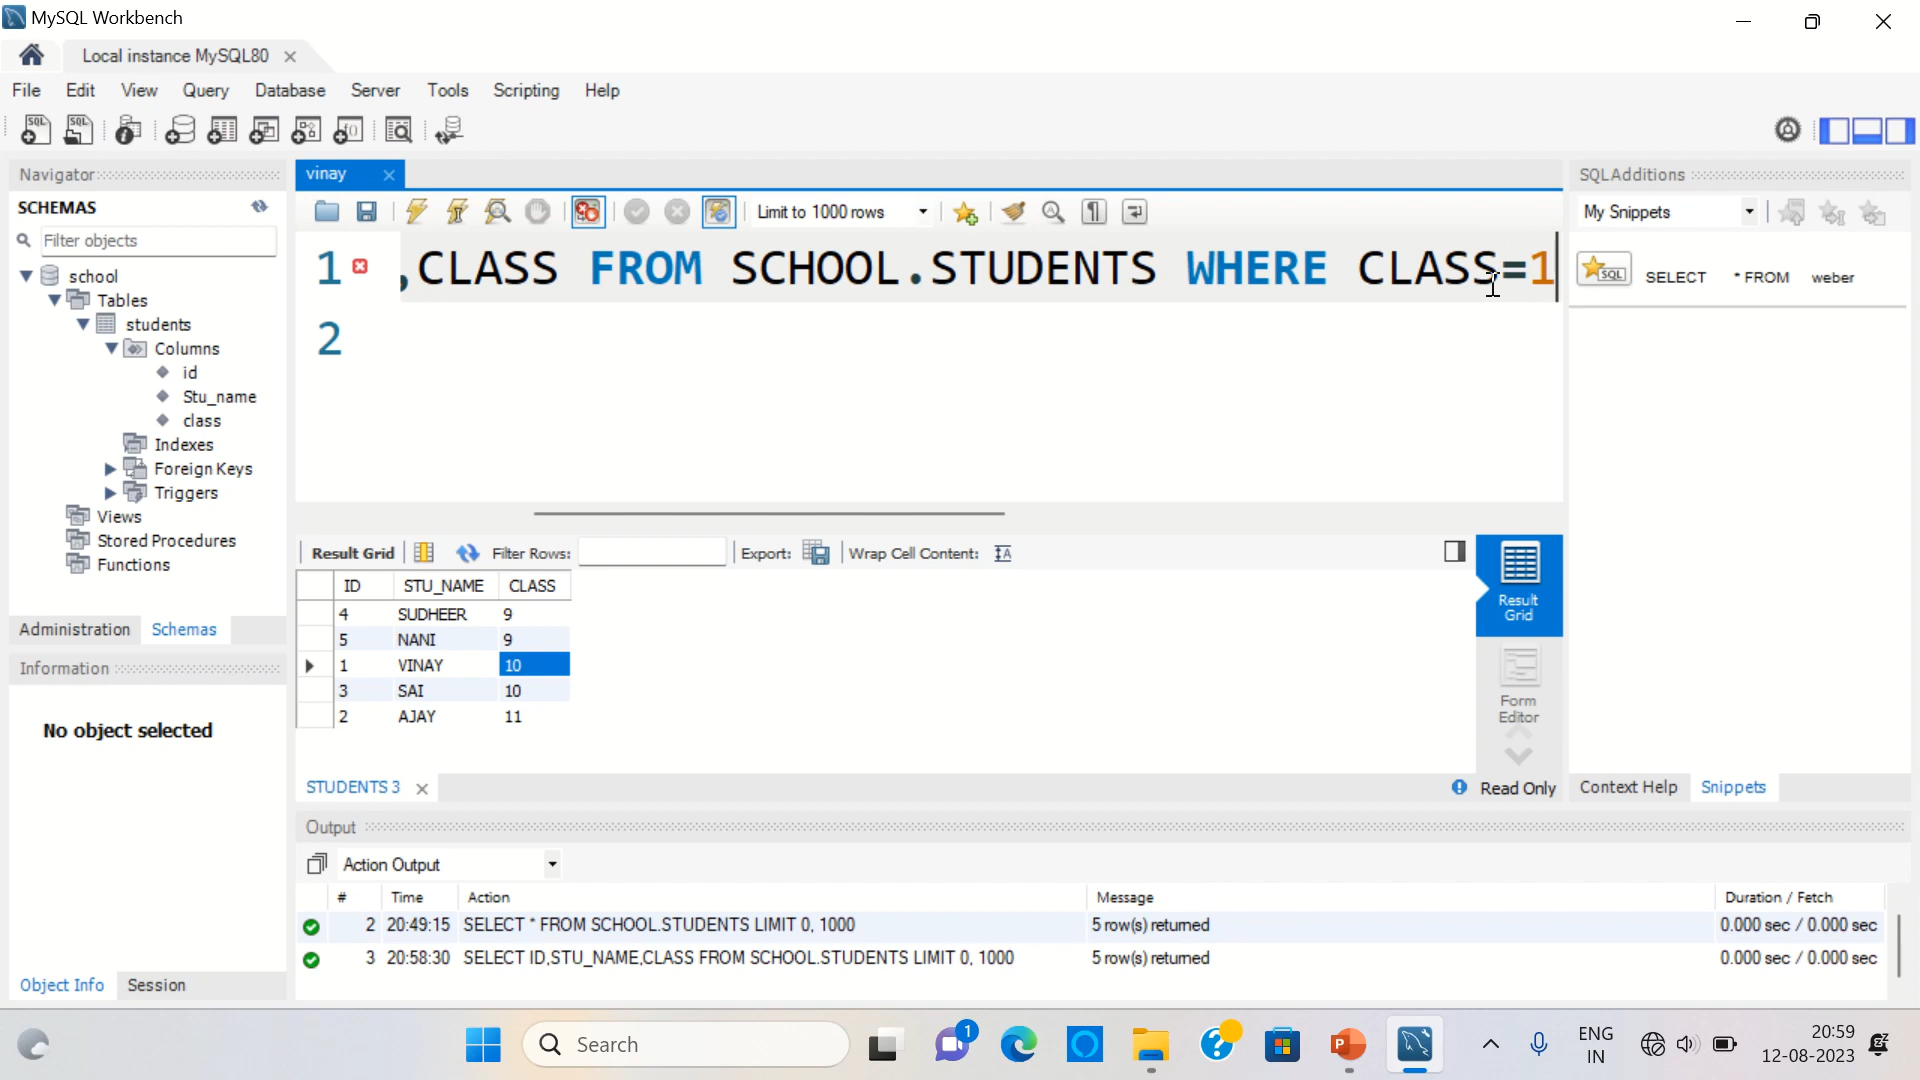 MySQL Workbench
Local instance MySQL80
File Edit View Query Database Server Tools Scripting Help
Navigator
SCHEMAS
Filter objects
school
Tables
students
Columns
id
Stu_name
class
Indexes
Foreign Keys
Triggers
Views
Stored Procedures
Functions
Administration Schemas
Information
No object selected
Object Info Session
vinay
Limit to 1000 rows
1 ,CLASS FROM SCHOOL.STUDENTS WHERE CLASS=1
2
Result Grid Filter Rows: Export: Wrap Cell Content:
ID STU_NAME CLASS
4 SUDHEER 9
5 NANI 9
1 VINAY 10
3 SAI 10
2 AJAY 11
Result
Grid
Form
Editor
STUDENTS 3
Read Only
SQLAdditions
My Snippets
SQL SELECT * FROM weber
Context Help Snippets
Output
Action Output
# Time Action Message Duration / Fetch
2 20:49:15 SELECT * FROM SCHOOL.STUDENTS LIMIT 0, 1000 5 row(s) returned 0.000 sec / 0.000 sec
3 20:58:30 SELECT ID,STU_NAME,CLASS FROM SCHOOL.STUDENTS LIMIT 0, 1000 5 row(s) returned 0.000 sec / 0.000 sec
Search
1
ENG
IN
20:59
12-08-2023